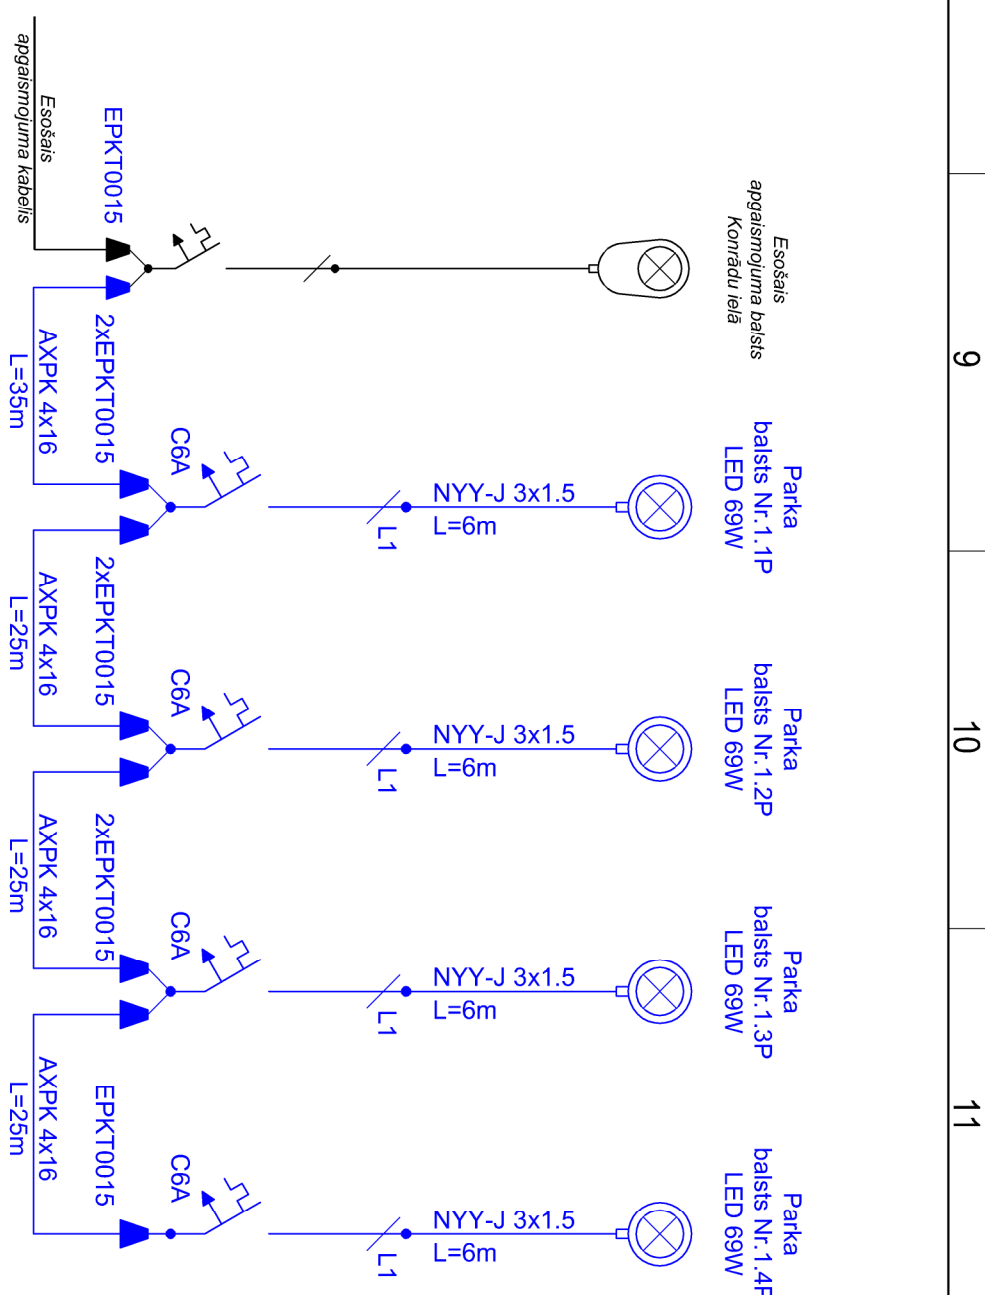 9
10
11
Esošais
apgaismojuma balsts
Konrādu ielā
Parka
balsts Nr.1.1P
LED 69W
Parka
balsts Nr.1.2P
LED 69W
Parka
balsts Nr.1.3P
LED 69W
Parka
balsts Nr.1.4P
LED 69W
NYY-J 3x1.5
L=6m
L1
NYY-J 3x1.5
L=6m
L1
NYY-J 3x1.5
L=6m
L1
NYY-J 3x1.5
L=6m
L1
C6A
C6A
C6A
C6A
EPKT0015
2xEPKT0015
2xEPKT0015
2xEPKT0015
EPKT0015
Esošais
apgaismojuma kabelis
AXPK 4x16
L=35m
AXPK 4x16
L=25m
AXPK 4x16
L=25m
AXPK 4x16
L=25m